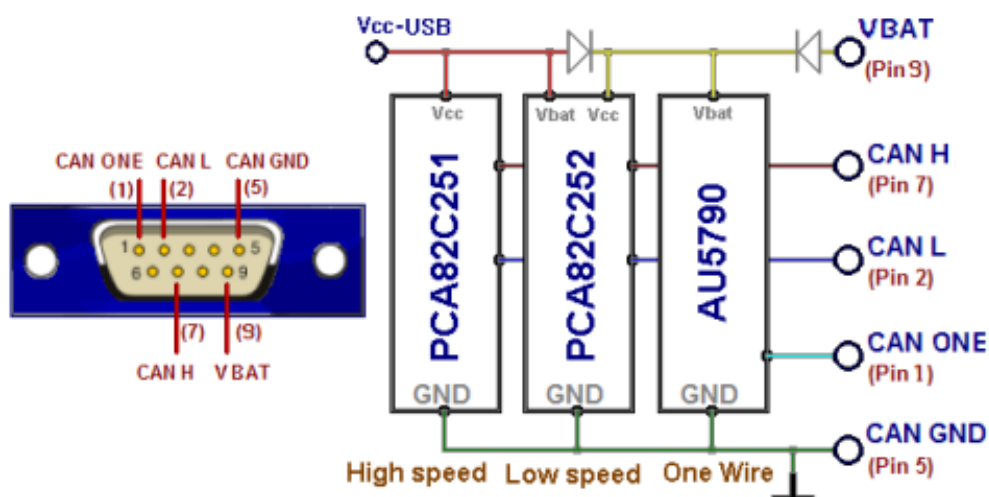 Vcc-USB
VBAT
(Pin 9)
Vcc
Vbat Vcc
Vbat
CAN ONE CAN L CAN GND
(1) (2) (5)
1 5
6 9
(7) (9)
CAN H V BAT
PCA82C251
PCA82C252
AU5790
CAN H
(Pin 7)
CAN L
(Pin 2)
CAN ONE
(Pin 1)
GND GND GND
CAN GND
(Pin 5)
High speed Low speed One Wire